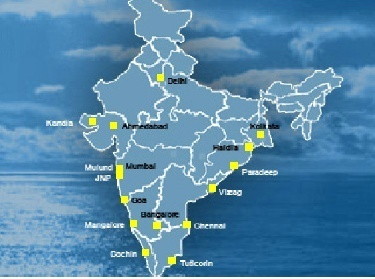 Delhi
Kandla
Ahmedabad
Kolkata
Haldia
Mulund
Mumbai
JNP
Paradeep
Vizag
Goa
Bangalore
Mangalore
Chennai
Cochin
Tuticorin